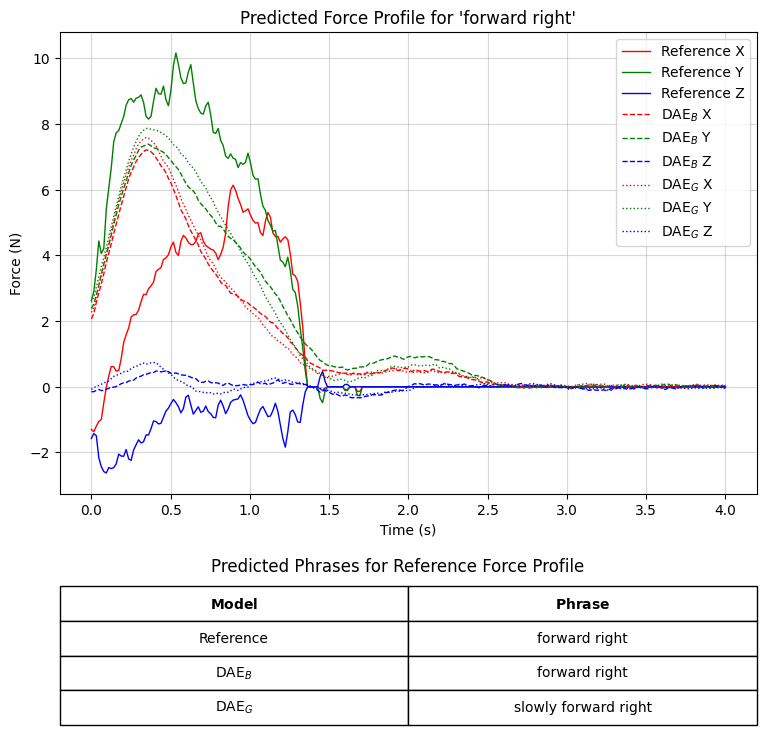 Predicted Force Profile for 'forward right'
Force (N)
10
8
6
4
2
0
−2
0.0 0.5 1.0 1.5 2.0 2.5 3.0 3.5 4.0
Time (s)
Reference X
Reference Y
Reference Z
DAE_B X
DAE_B Y
DAE_B Z
DAE_G X
DAE_G Y
DAE_G Z
Predicted Phrases for Reference Force Profile
Model Phrase
Reference forward right
DAE_B forward right
DAE_G slowly forward right